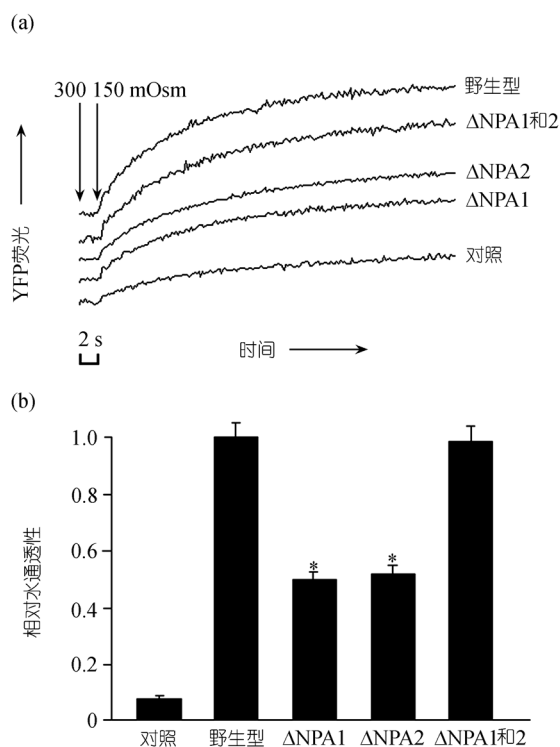 (a)
300 150 mOsm
野生型
ΔNPA1和2
ΔNPA2
ΔNPA1
对照
YFP荧光
2 s
时间
(b)
相对水通透性
1.0
0.8
0.6
0.4
0.2
0
*
*
对照 野生型 ΔNPA1 ΔNPA2 ΔNPA1和2